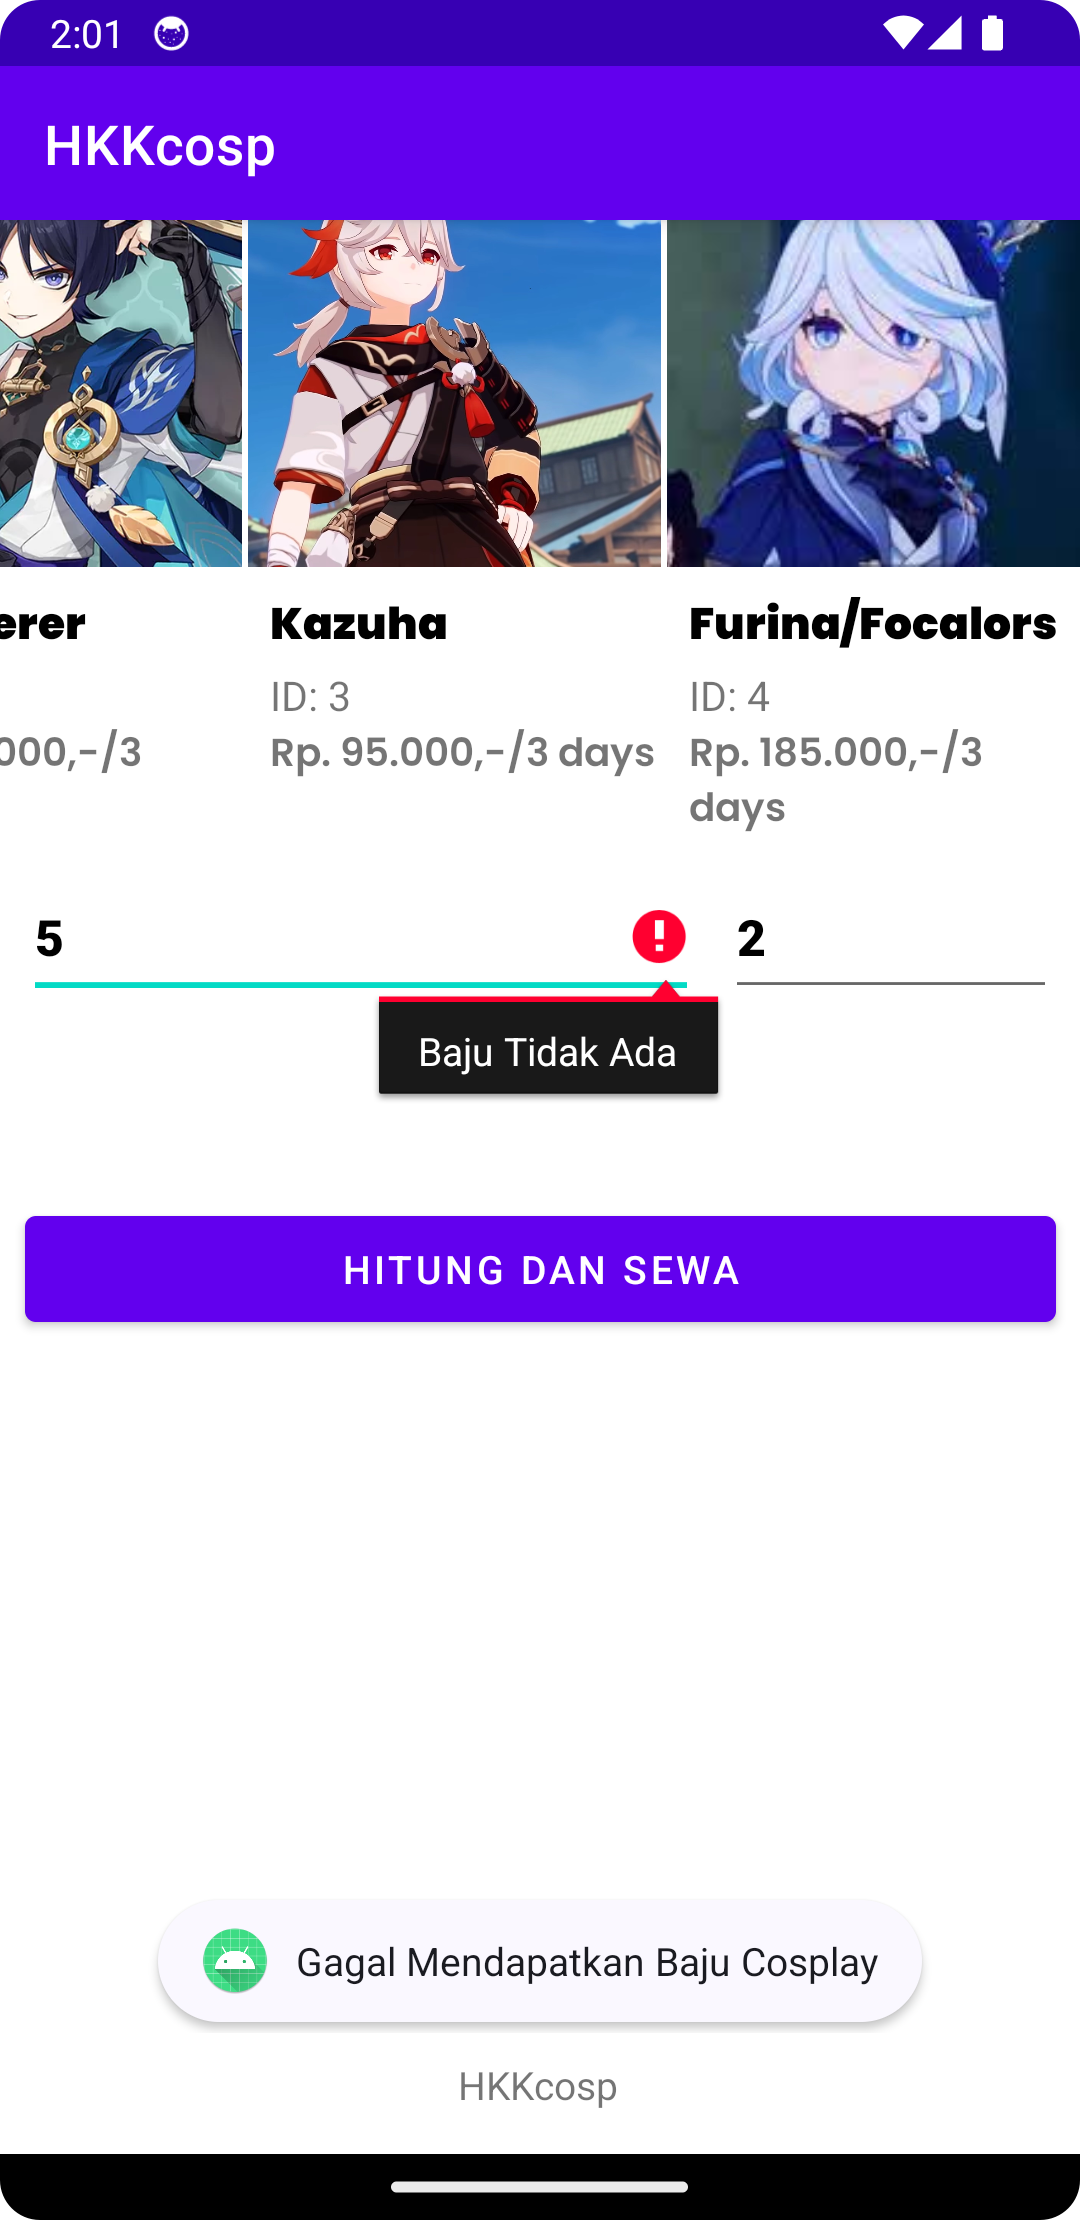 2:01
HKKcosp
erer
000,-/3
Kazuha
ID: 3
Rp. 95.000,-/3 days
Furina/Focalors
ID: 4
Rp. 185.000,-/3
days
5
2
Baju Tidak Ada
HITUNG DAN SEWA
Gagal Mendapatkan Baju Cosplay
HKKcosp